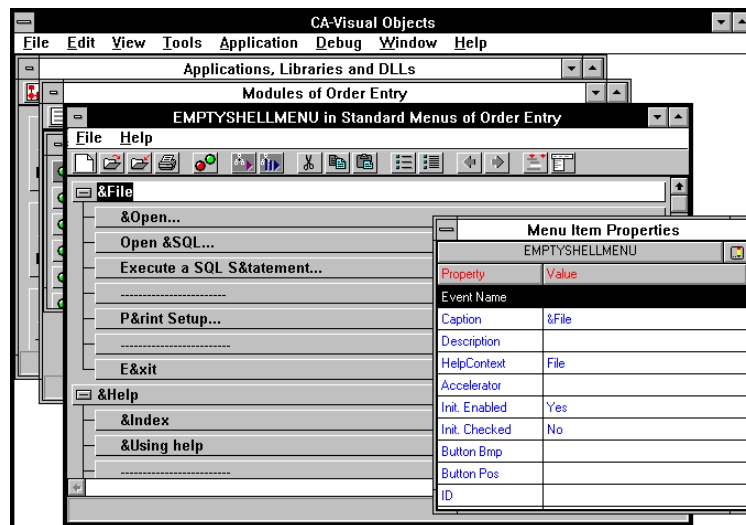 CA-Visual Objects
File Edit View Tools Application Debug Window Help
Applications, Libraries and DLLs
Modules of Order Entry
EMPTYSHELLMENU in Standard Menus of Order Entry
File Help
&File
&Open...
Open &SQL...
Execute a SQL S&tatement...
------------------------
P&rint Setup...
-------------------------
E&xit
&Help
&Index
&Using help
-------------------------
Menu Item Properties
EMPTYSHELLMENU
Property Value
Event Name
Caption &File
Description
HelpContext File
Accelerator
Init. Enabled Yes
Init. Checked No
Button Bmp
Button Pos
ID